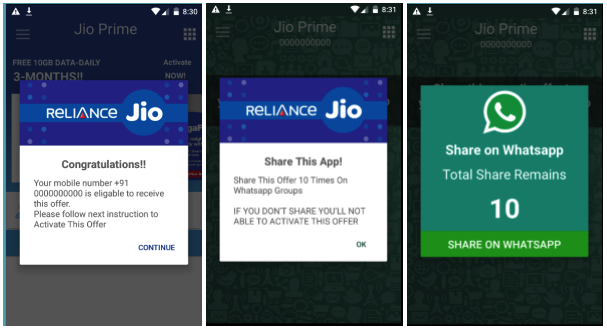 8:30
Jio Prime
FREE 10GB DATA-DAILY
Activate
3-MONTHS!!
NOW!
RELIANCE Jio
Congratulations!!
Your mobile number +91
0000000000 is eligable to receive
this offer.
Please follow next instruction to
Activate This Offer
CONTINUE
8:31
Jio Prime
0000000000
RELIANCE Jio
Share This App!
Share This Offer 10 Times On
Whatsapp Groups
IF YOU DON'T SHARE YOU'LL NOT
ABLE TO ACTIVATE THIS OFFER
OK
8:31
Jio Prime
0000000000
Share on Whatsapp
Total Share Remains
10
SHARE ON WHATSAPP